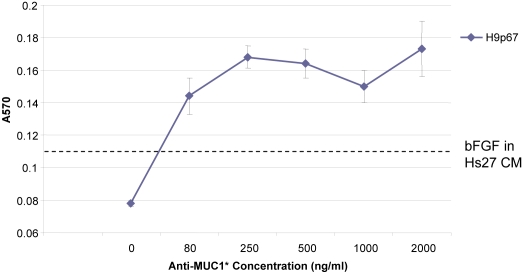 0.2
0.18
0.16
0.14
0.12
0.1
0.08
0.06
A570
0 80 250 500 1000 2000
Anti-MUC1* Concentration (ng/ml)
H9p67
bFGF in
Hs27 CM